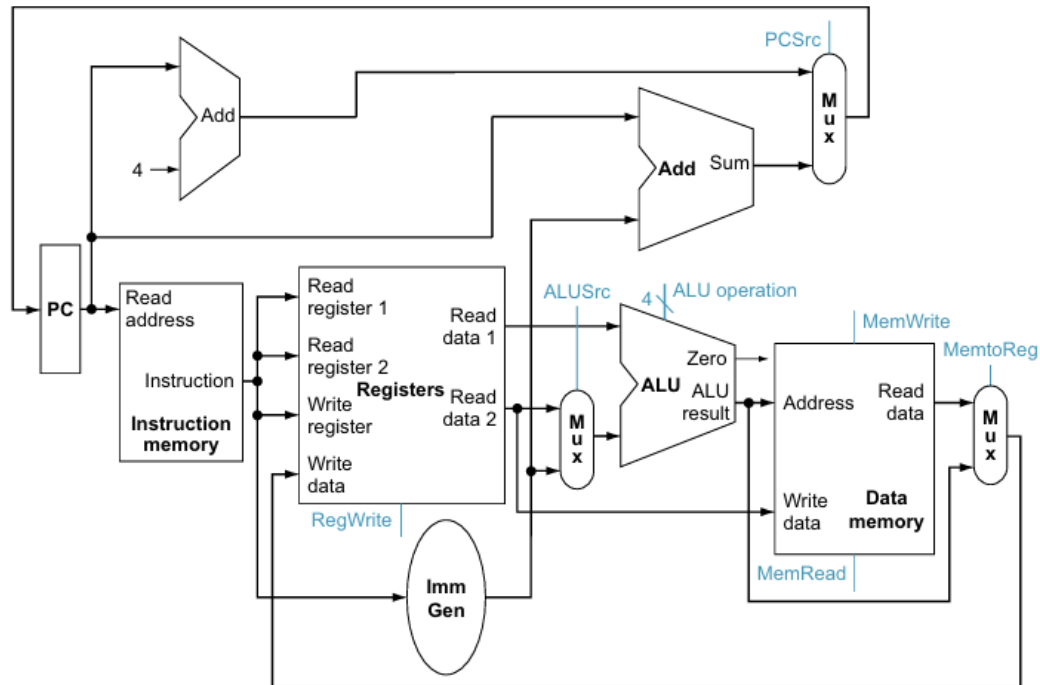 PCSrc
M
u
x
Add
4
Add
Sum
PC
Read
address
Instruction
Instruction
memory
Read
register 1
Read
register 2
Write
register
Write
data
Registers
Read
data 1
Read
data 2
RegWrite
Imm
Gen
ALUSrc
M
u
x
4
ALU operation
Zero
ALU
ALU
result
MemWrite
Address
Read
data
Write
data
Data
memory
MemRead
MemtoReg
M
u
x